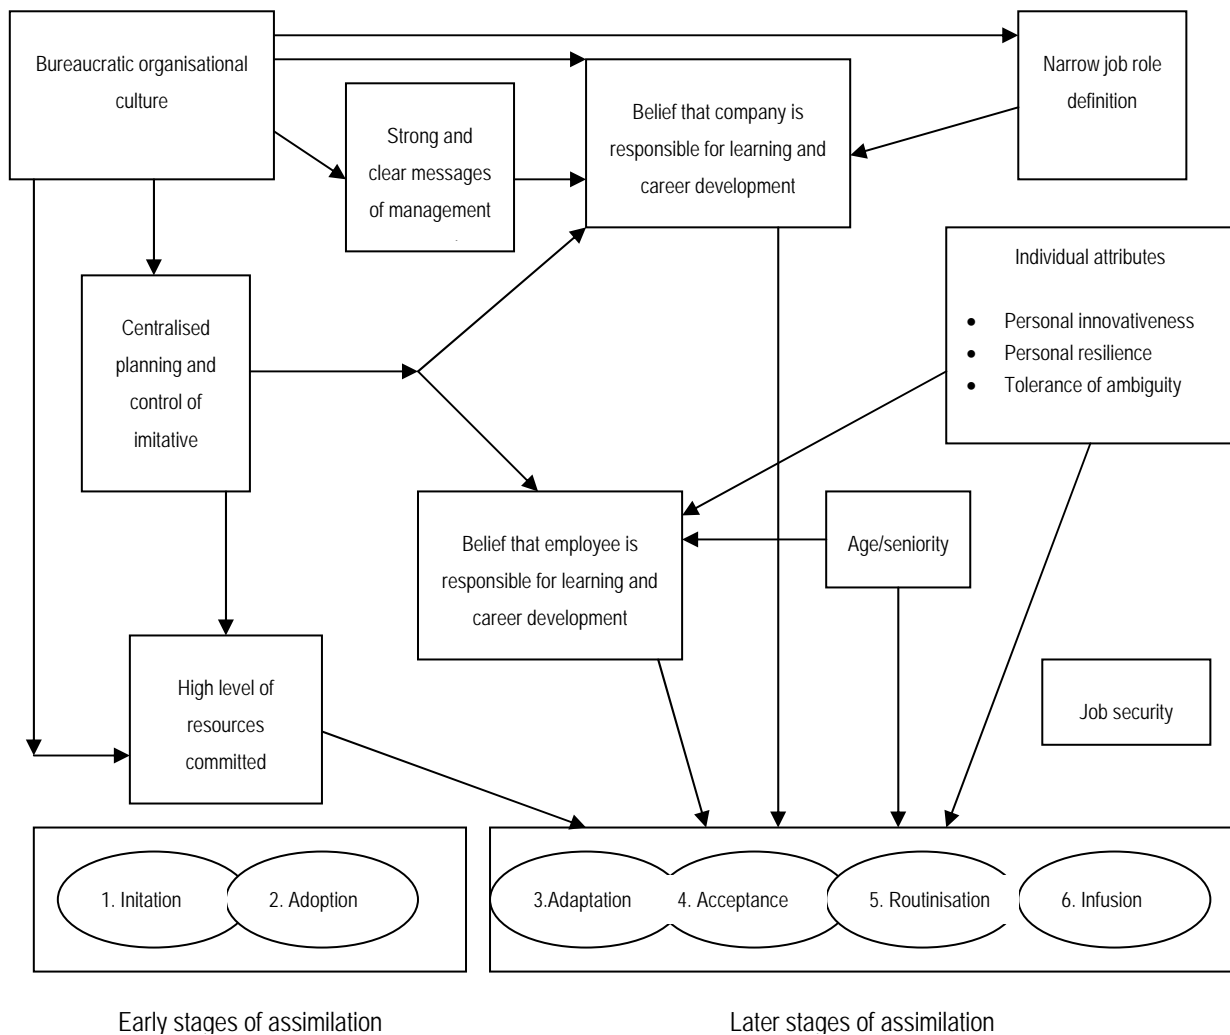 Bureaucratic organisational
culture
Strong and
clear messages
of management
Belief that company is
responsible for learning and
career development
Narrow job role
definition
Centralised
planning and
control of
imitative
Individual attributes
• Personal innovativeness
• Personal resilience
• Tolerance of ambiguity
Belief that employee is
responsible for learning and
career development
Age/seniority
High level of
resources
committed
Job security
1. Initation
2. Adoption
3.Adaptation
4. Acceptance
5. Routinisation
6. Infusion
Early stages of assimilation
Later stages of assimilation